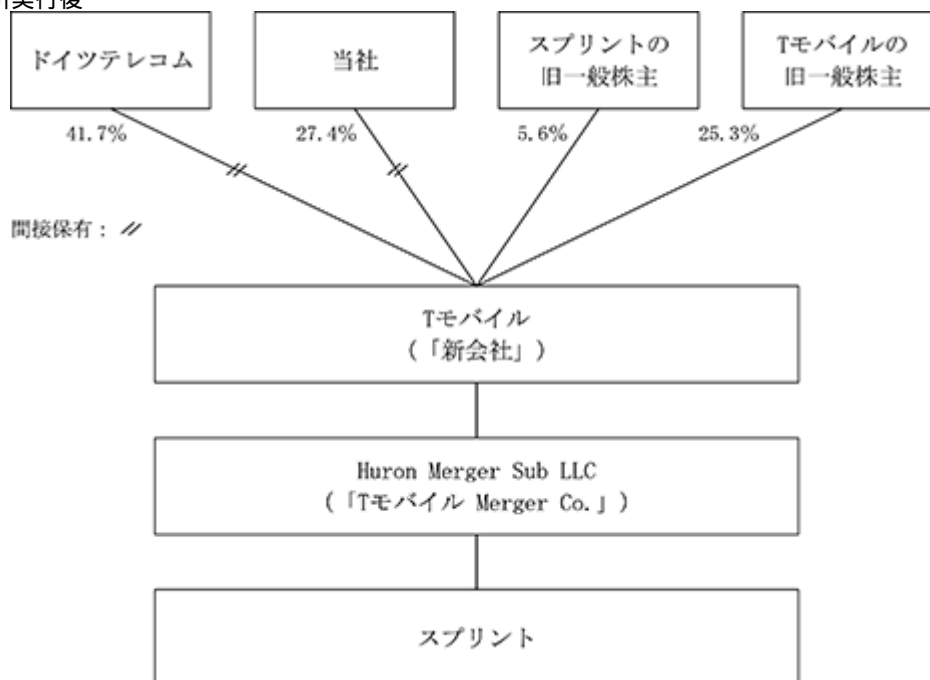 ドイツテレコム
当社
スプリントの
旧一般株主
Tモバイルの
旧一般株主
41.7%
27.4%
5.6%
25.3%
間接保有：
Tモバイル
(「新会社」)
Huron Merger Sub LLC
(「Tモバイル Merger Co.」)
スプリント